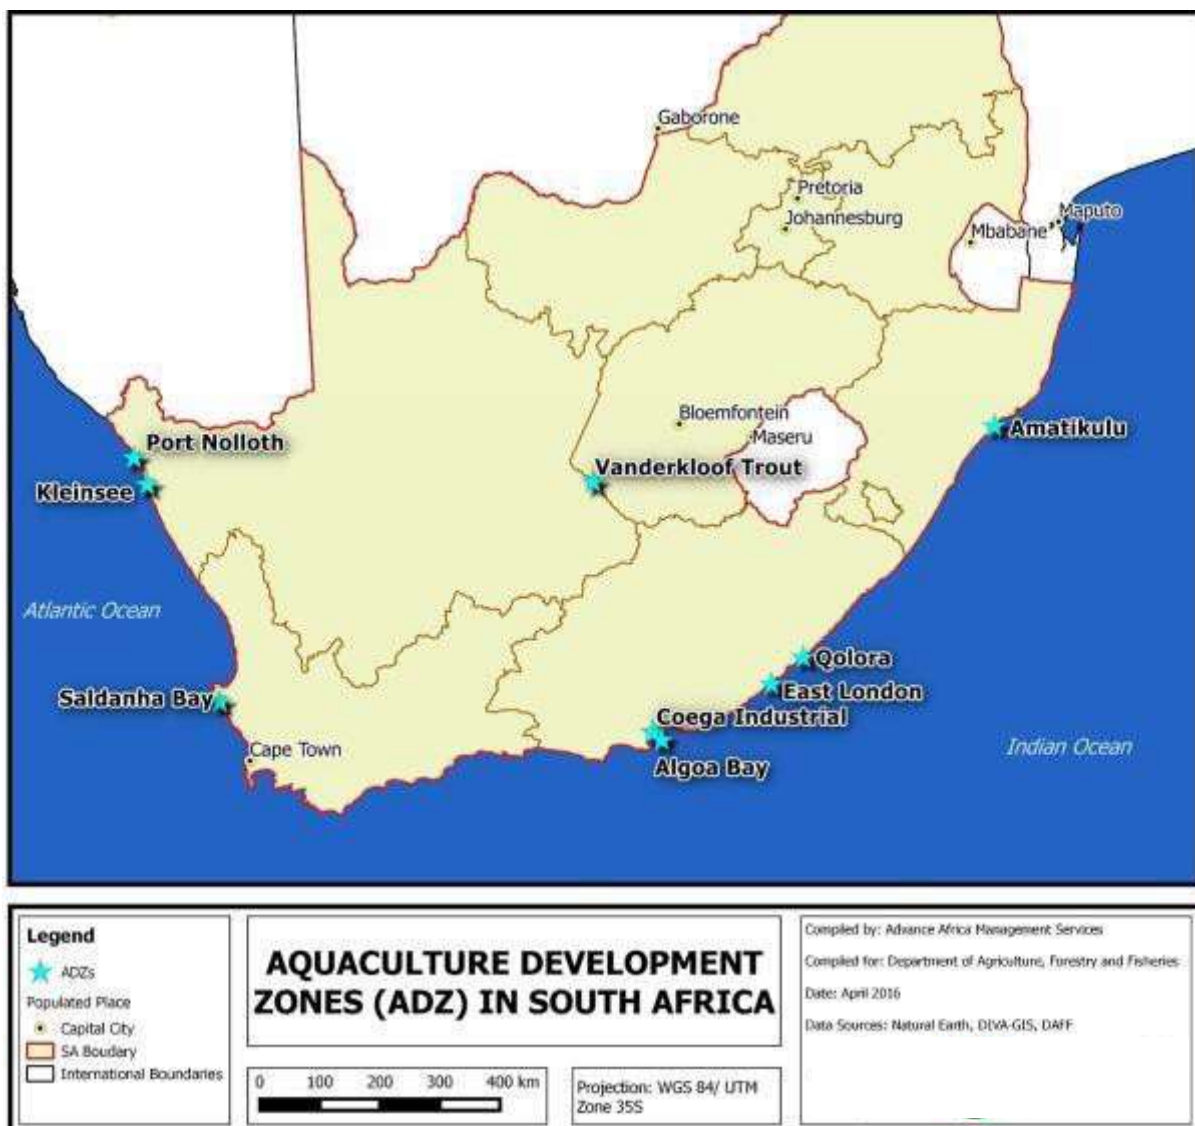 Gaborone
Pretoria
Johannesburg
Mbabane
Maputo
Bloemfontein
Maseru
Port Nolloth
Kleinsee
Vanderkloof Trout
Amatikulu
Atlantic Ocean
Saldanha Bay
Cape Town
Qolora
East London
Coega Industrial
Algoa Bay
Indian Ocean
Legend
ADZs
Populated Place
Capital City
SA Boudary
International Boundaries
AQUACULTURE DEVELOPMENT
ZONES (ADZ) IN SOUTH AFRICA
0 100 200 300 400 km
Projection: WGS 84/ UTM
Zone 35S
Compiled by: Advance Africa Management Services
Compiled for: Department of Agriculture, Forestry and Fisheries
Date: April 2016
Data Sources: Natural Earth, DIVA-GIS, DAFF